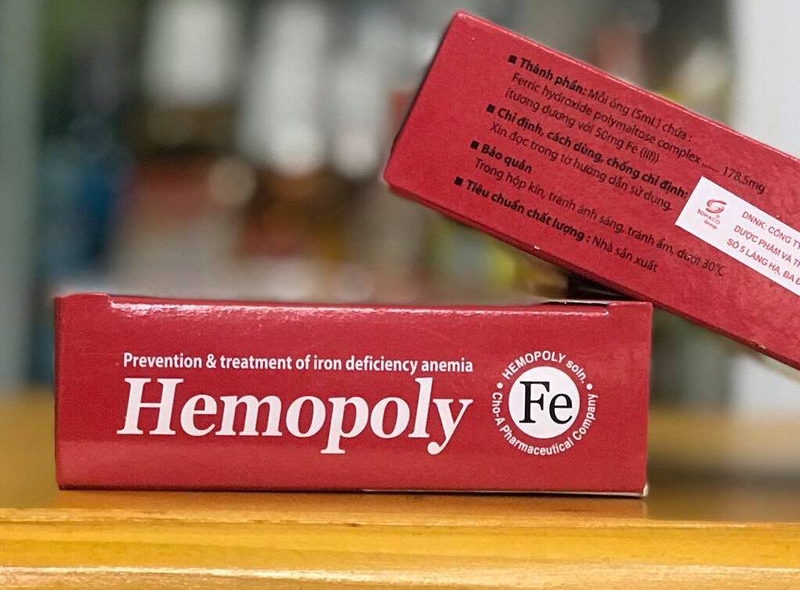 ■ Thành phần: Mỗi ống (5mL) chứa :
Ferric hydroxide polymaltose complex ...... 178.5mg
(tương đương với 50mg Fe (III))
■ Chỉ định, cách dùng, chống chỉ định:
Xin đọc trong tờ hướng dẫn sử dụng.
■ Bảo quản
Trong hộp kín, tránh ánh sáng, tránh ẩm, dưới 30℃
■ Tiêu chuẩn chất lượng : Nhà sản xuất
SOHACO
Group
DNNK: CÔNG TY
DƯỢC PHẨM VÀ
SỐ 5 LÁNG HẠ, BA
Prevention & treatment of iron deficiency anemia
Hemopoly
HEMOPOLY soln.
Fe
Cho-A Pharmaceutical Company